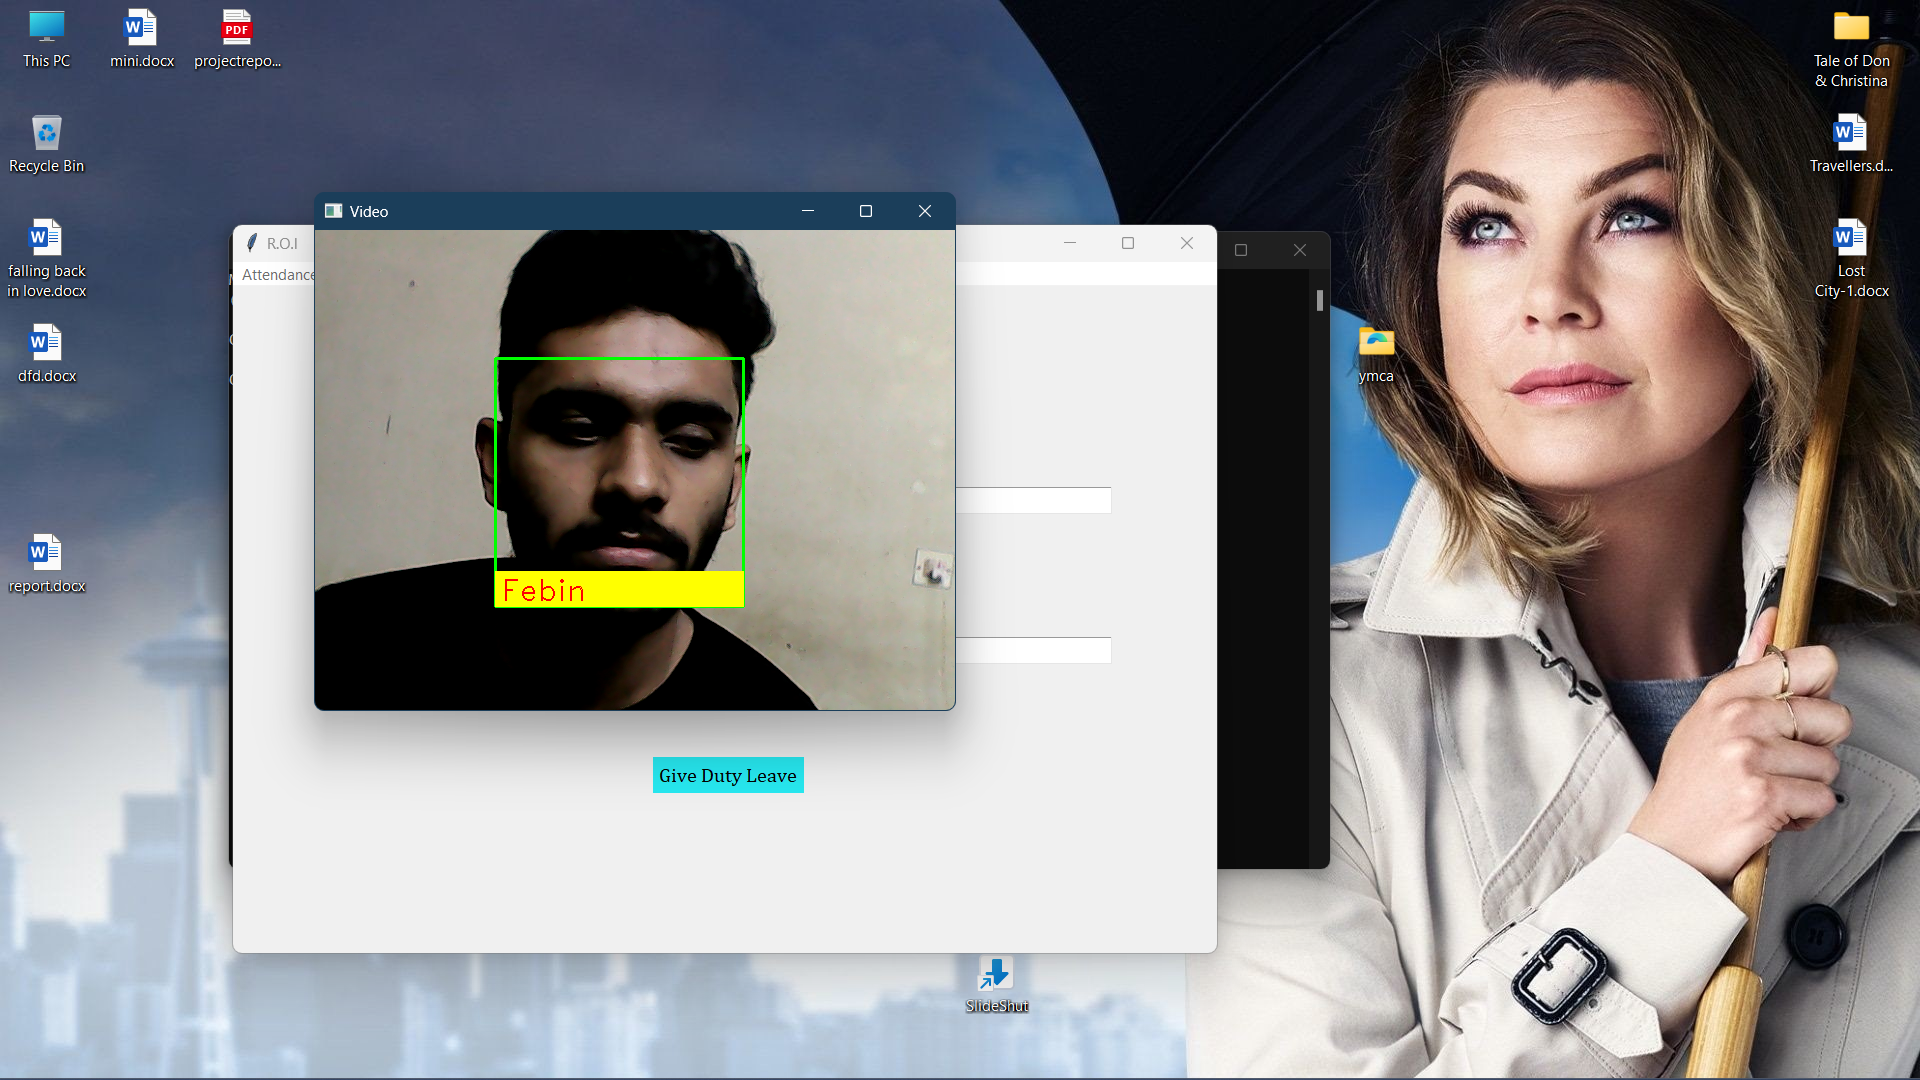 This PC
mini.docx
projectrepo...
Tale of Don
& Christina
Recycle Bin
Travellers.d...
falling back
in love.docx
Lost
City-1.docx
dfd.docx
ymca
report.docx
Video
R.O.I
Attendance
Febin
Give Duty Leave
SlideShut
PDF